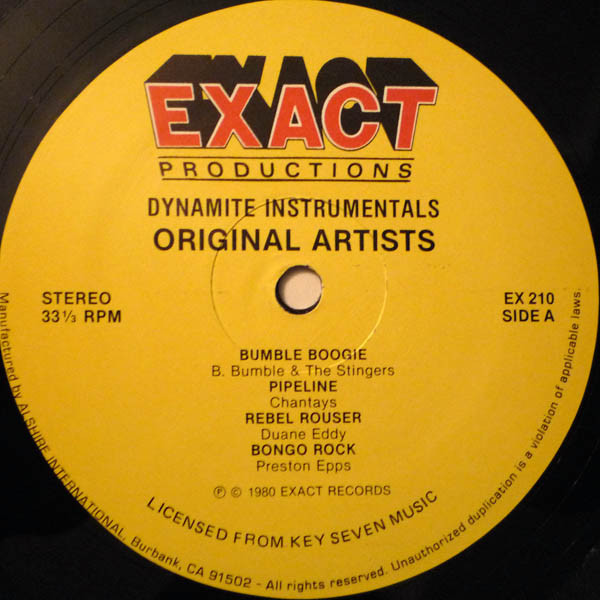 EXACT
PRODUCTIONS
DYNAMITE INSTRUMENTALS
ORIGINAL ARTISTS
STEREO
33 1/3 RPM
EX 210
SIDE A
BUMBLE BOOGIE
B. Bumble & The Stingers
PIPELINE
Chantays
REBEL ROUSER
Duane Eddy
BONGO ROCK
Preston Epps
℗ © 1980 EXACT RECORDS
LICENSED FROM KEY SEVEN MUSIC
Manufactured by ALSHIRE INTERNATIONAL, Burbank, CA 91502 - All rights reserved. Unauthorized duplication is a violation of applicable laws.